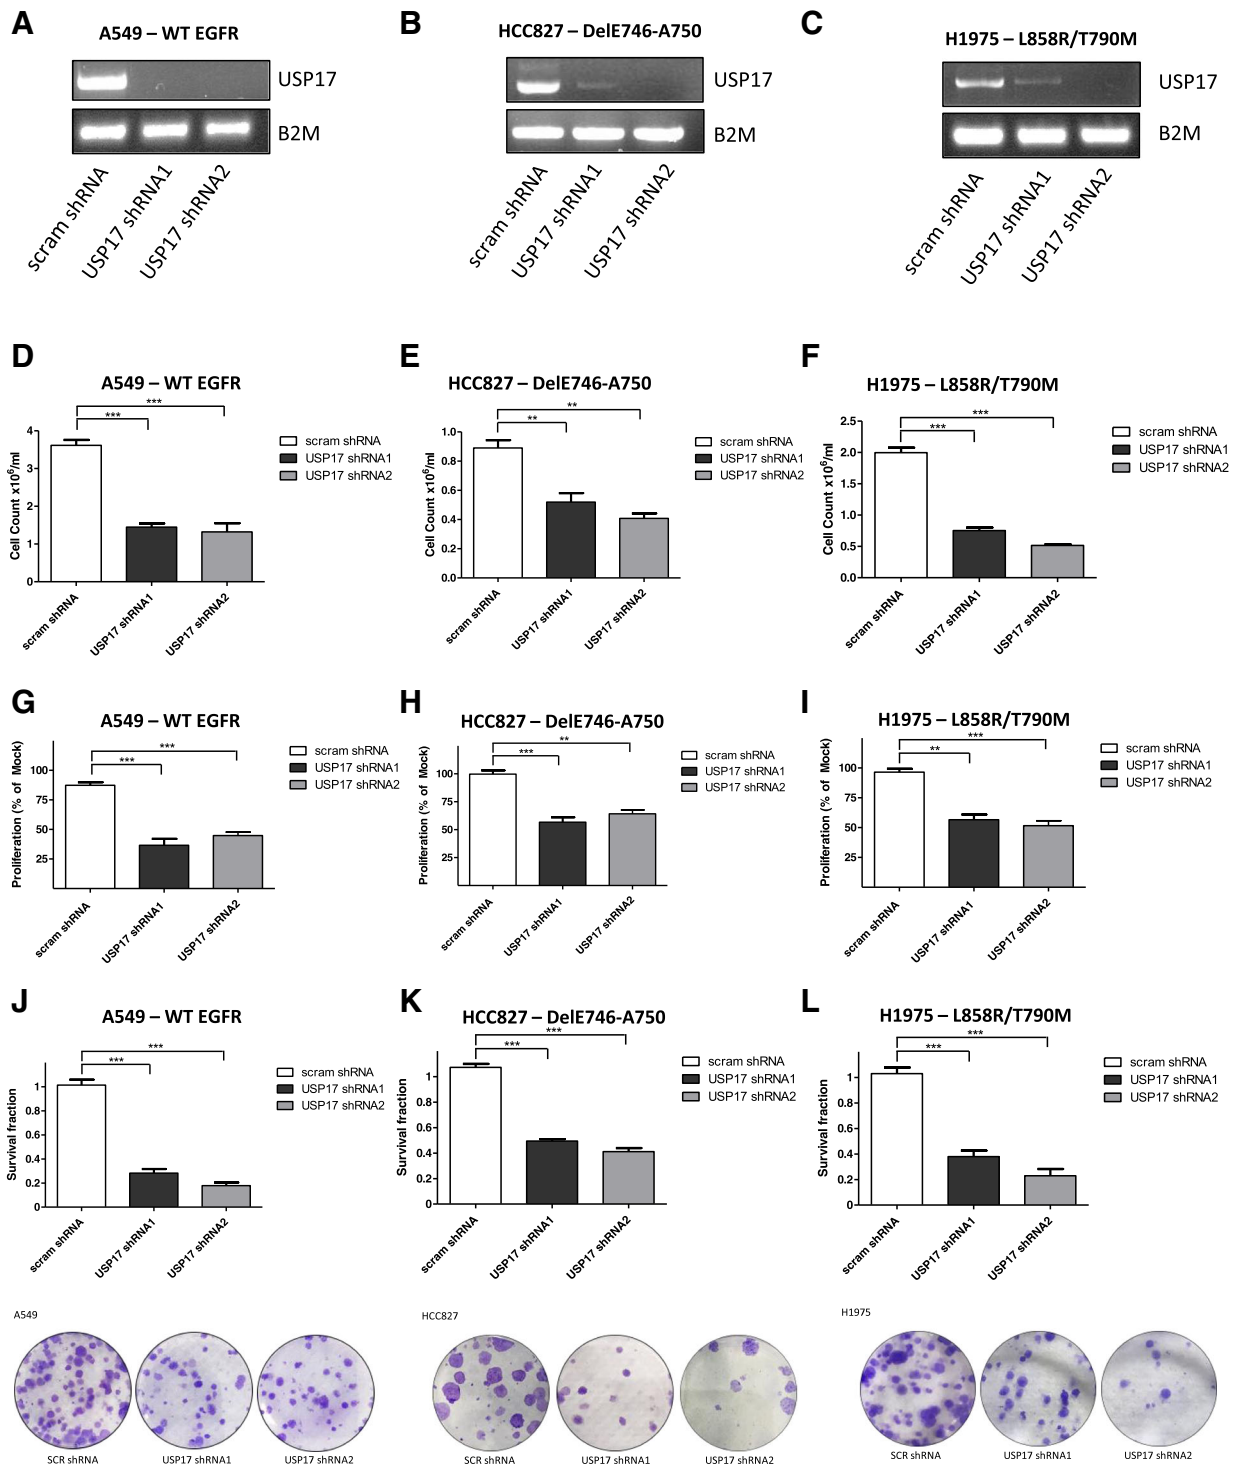 A
A549 – WT EGFR
USP17
B2M
scram shRNA
USP17 shRNA1
USP17 shRNA2
B
HCC827 – DelE746-A750
USP17
B2M
scram shRNA
USP17 shRNA1
USP17 shRNA2
C
H1975 – L858R/T790M
USP17
B2M
scram shRNA
USP17 shRNA1
USP17 shRNA2
D
A549 – WT EGFR
***
***
Cell Count x10⁶/ml
4
3
2
1
0
scram shRNA
USP17 shRNA1
USP17 shRNA2
scram shRNA
USP17 shRNA1
USP17 shRNA2
E
HCC827 – DelE746-A750
**
**
Cell Count x10⁶/ml
1.0
0.8
0.6
0.4
0.2
0.0
scram shRNA
USP17 shRNA1
USP17 shRNA2
scram shRNA
USP17 shRNA1
USP17 shRNA2
F
H1975 – L858R/T790M
***
***
Cell Count x10⁶/ml
2.5
2.0
1.5
1.0
0.5
0.0
scram shRNA
USP17 shRNA1
USP17 shRNA2
scram shRNA
USP17 shRNA1
USP17 shRNA2
G
A549 – WT EGFR
***
***
Proliferation (% of Mock)
100
75
50
25
scram shRNA
USP17 shRNA1
USP17 shRNA2
scram shRNA
USP17 shRNA1
USP17 shRNA2
H
HCC827 – DelE746-A750
**
***
Proliferation (% of Mock)
100
75
50
25
scram shRNA
USP17 shRNA1
USP17 shRNA2
scram shRNA
USP17 shRNA1
USP17 shRNA2
I
H1975 – L858R/T790M
***
**
Proliferation (% of Mock)
100
75
50
25
scram shRNA
USP17 shRNA1
USP17 shRNA2
scram shRNA
USP17 shRNA1
USP17 shRNA2
J
A549 – WT EGFR
***
***
Survival fraction
1
0.8
0.6
0.4
0.2
0
scram shRNA
USP17 shRNA1
USP17 shRNA2
scram shRNA
USP17 shRNA1
USP17 shRNA2
K
HCC827 – DelE746-A750
***
***
Survival fraction
1
0.8
0.6
0.4
0.2
0
scram shRNA
USP17 shRNA1
USP17 shRNA2
scram shRNA
USP17 shRNA1
USP17 shRNA2
L
H1975 – L858R/T790M
***
***
Survival fraction
1
0.8
0.6
0.4
0.2
0
scram shRNA
USP17 shRNA1
USP17 shRNA2
scram shRNA
USP17 shRNA1
USP17 shRNA2
A549
SCR shRNA
USP17 shRNA1
USP17 shRNA2
HCC827
SCR shRNA
USP17 shRNA1
USP17 shRNA2
H1975
SCR shRNA
USP17 shRNA1
USP17 shRNA2